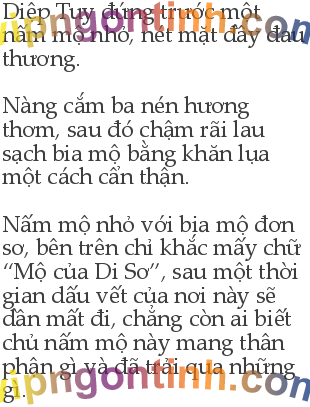 Diệp Tuy đứng trước một
nấm mộ nhỏ, nét mặt đầy đau
thương.
Nàng cắm ba nén hương
thơm, sau đó chậm rãi lau
sạch bia mộ bằng khăn lụa
một cách cẩn thận.
Nấm mộ nhỏ với bia mộ đơn
sơ, bên trên chỉ khắc mấy chữ
“Mộ của Di Sơ”, sau một thời
gian dấu vết của nơi này sẽ
dần mất đi, chẳng còn ai biết
chủ nấm mộ này mang thân
phận gì và đã trải qua những
gì.
vipngontinh.com
vipngontinh.com